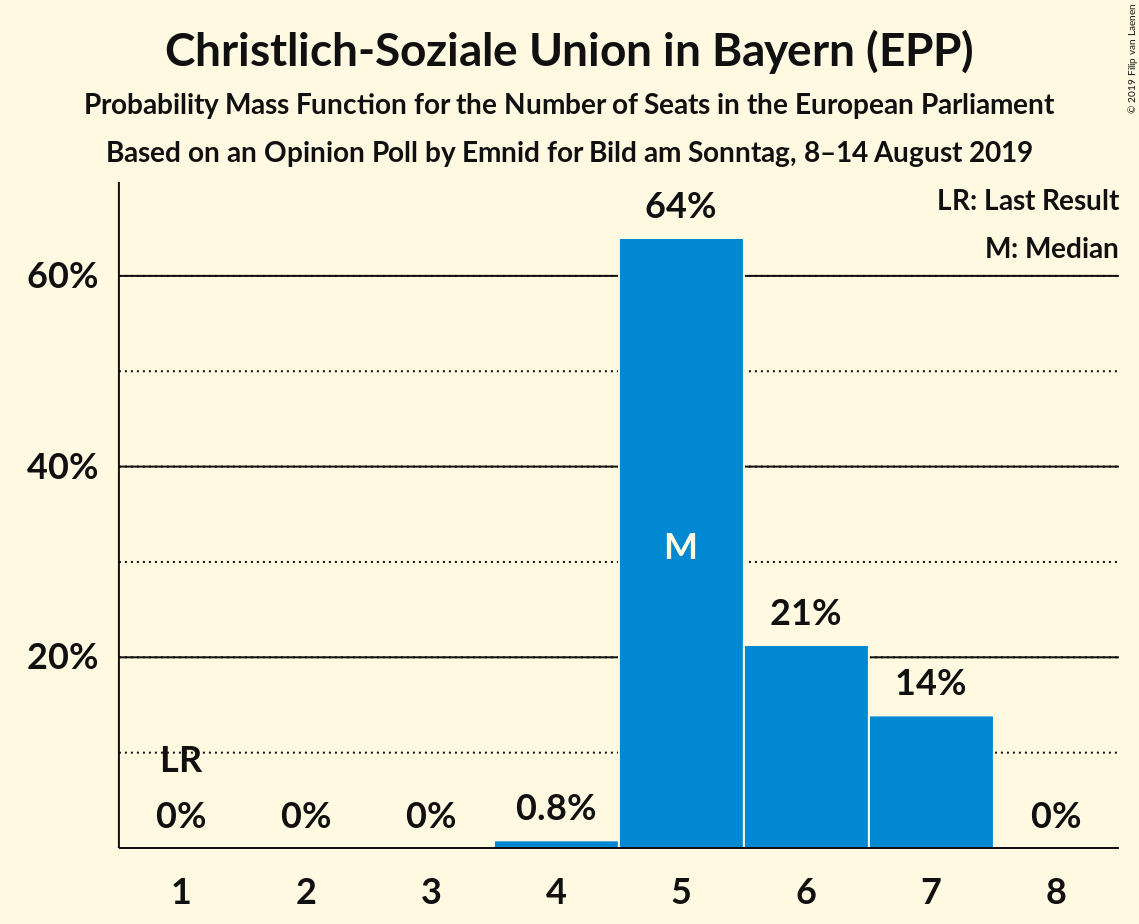 Christlich-Soziale Union in Bayern (EPP)
Probability Mass Function for the Number of Seats in the European Parliament
Based on an Opinion Poll by Emnid for Bild am Sonntag, 8–14 August 2019
© 2019 Filip van Laenen
LR: Last Result
M: Median
64%
60%
40%
M
21%
20%
14%
LR
0%
0%
0%
0.8%
0%
1 2 3 4 5 6 7 8